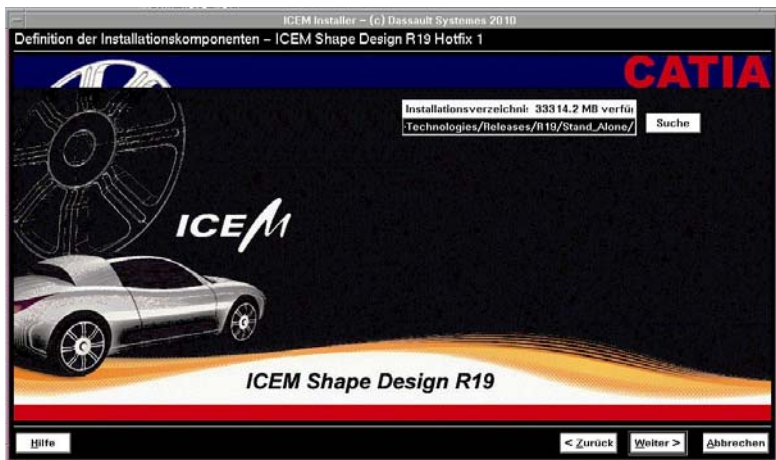 ICEM Installer – (c) Dassault Systemes 2010
Definition der Installationskomponenten – ICEM Shape Design R19 Hotfix 1
CATIA
Installationsverzeichni: 33314.2 MB verfü
Technologies/Releases/R19/Stand_Alone/
Suche
ICEM
ICEM Shape Design R19
Hilfe
< Zurück
Weiter >
Abbrechen